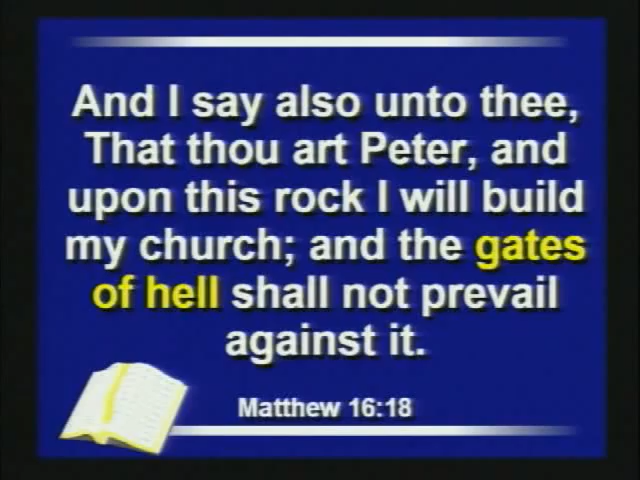 And I say also unto thee,
That thou art Peter, and
upon this rock I will build
my church; and the gates
of hell shall not prevail
against it.
Matthew 16:18